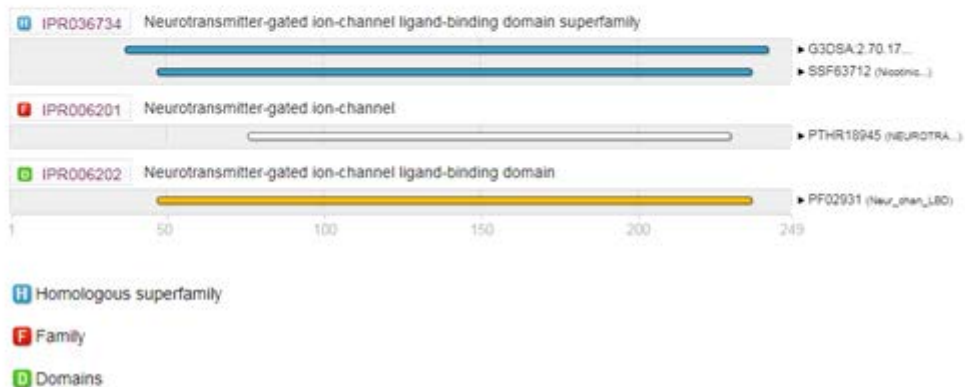 H IPR036734 Neurotransmitter-gated ion-channel ligand-binding domain superfamily
G3DSA:2.70.17...
SSF63712 (Nicotinic...)
F IPR006201 Neurotransmitter-gated ion-channel
PTHR18945 (NEUROTRA...)
D IPR006202 Neurotransmitter-gated ion-channel ligand-binding domain
PF02931 (Neur_chan_LBD)
1 50 100 150 200 249
H Homologous superfamily
F Family
D Domains